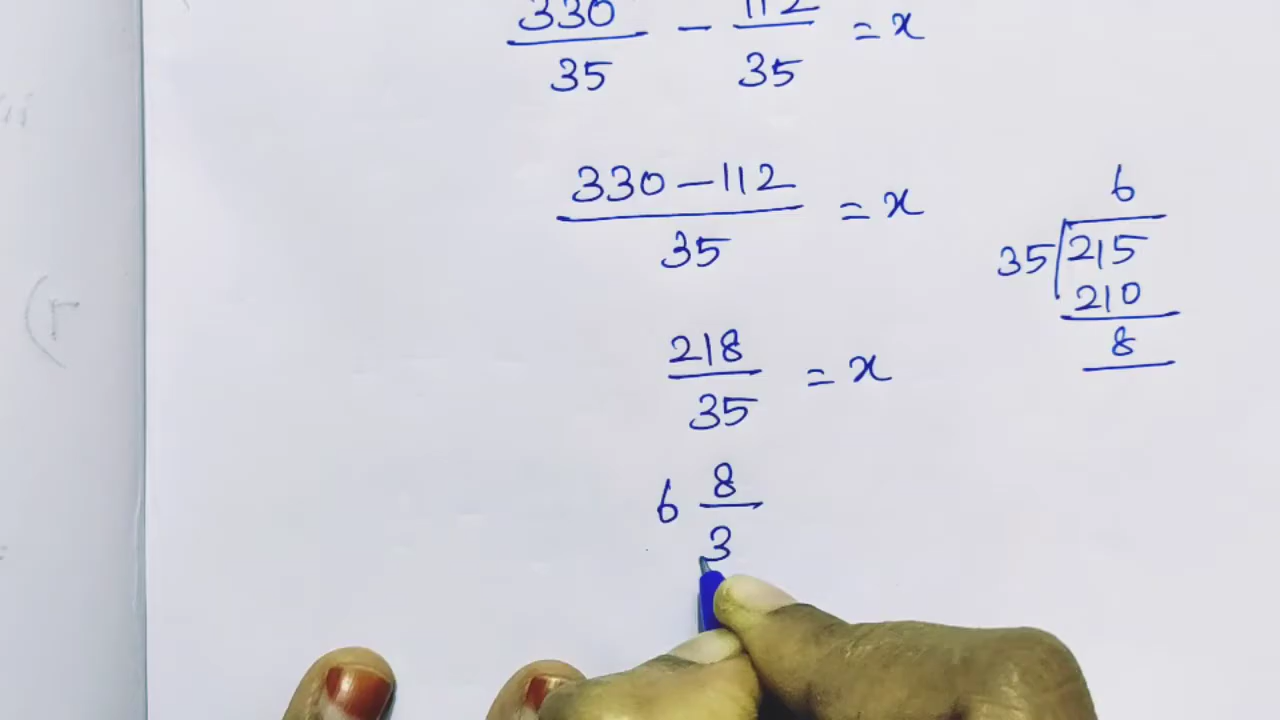 330/35 - 112/35 = x
330 - 112/35 = x
218/35 = x
6 8/3
6
35 215
210
8